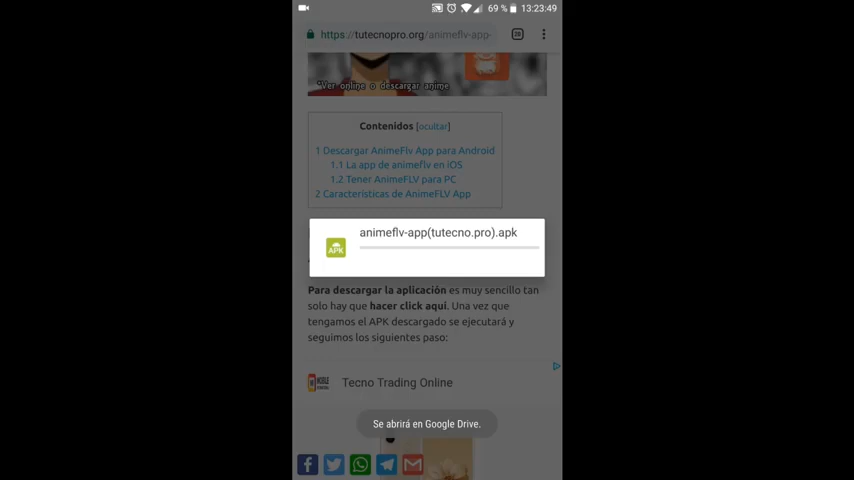 69 % 13:23:49
https://tutecnopro.org/animeflv-app-
28
"Ver online o descargar anime
Contenidos [ocultar]
1 Descargar AnimeFlv App para Android
1.1 La app de animeflv en iOS
1.2 Tener AnimeFLV para PC
2 Características de AnimeFLV App
animeflv-app(tutecno.pro).apk
APK
Para descargar la aplicación es muy sencillo tan
solo hay que hacer click aquí. Una vez que
tengamos el APK descargado se ejecutará y
seguimos los siguientes paso:
Tecno Trading Online
Se abrirá en Google Drive.